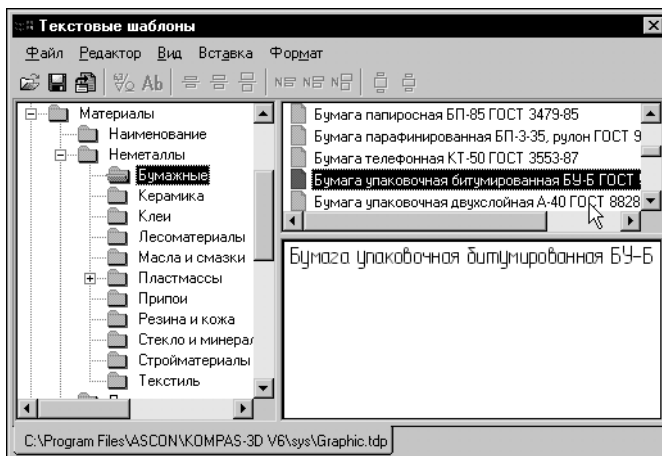 Текстовые шаблоны
Файл Редактор Вид Вставка Формат
Ab
Материалы
Наименование
Неметаллы
Бумажные
Керамика
Клеи
Лесоматериалы
Масла и смазки
Пластмассы
Припои
Резина и кожа
Стекло и минерал
Стройматериалы
Текстиль
Бумага папиросная БП-85 ГОСТ 3479-85
Бумага парафинированная БП-3-35, рулон ГОСТ 9
Бумага телефонная КТ-50 ГОСТ 3553-87
Бумага упаковочная битумированная БУ-Б ГОСТ
Бумага упаковочная двухслойная А-40 ГОСТ 8828
Бумага упаковочная битумированная БУ-Б
C:\Program Files\ASCON\KOMPAS-3D V6\sys\Graphic.tdp